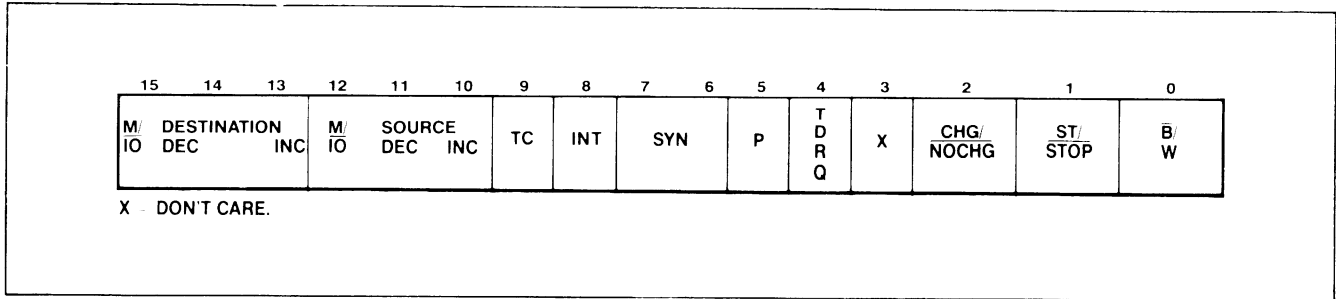 15 14 13 12 11 10 9 8 7 6 5 4 3 2 1 0
M/ DESTINATION M/ SOURCE TC INT SYN P T D R Q X CHG/ ST/ B/
IO DEC INC IO DEC INC NOCHG STOP W
X - DON'T CARE.